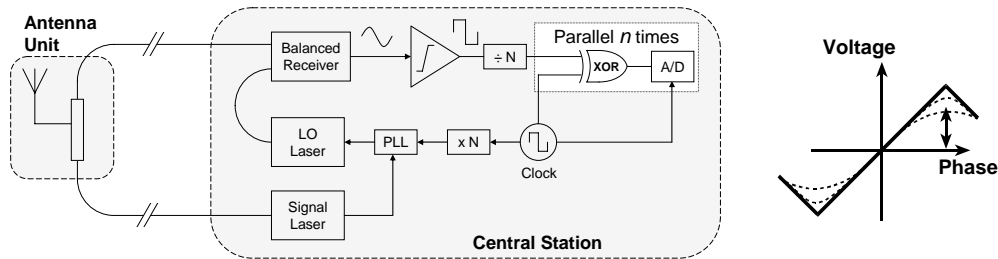 Antenna
Unit
Balanced
Receiver
÷ N
Parallel n times
XOR
A/D
LO
Laser
PLL
x N
Clock
Signal
Laser
Central Station
Voltage
Phase